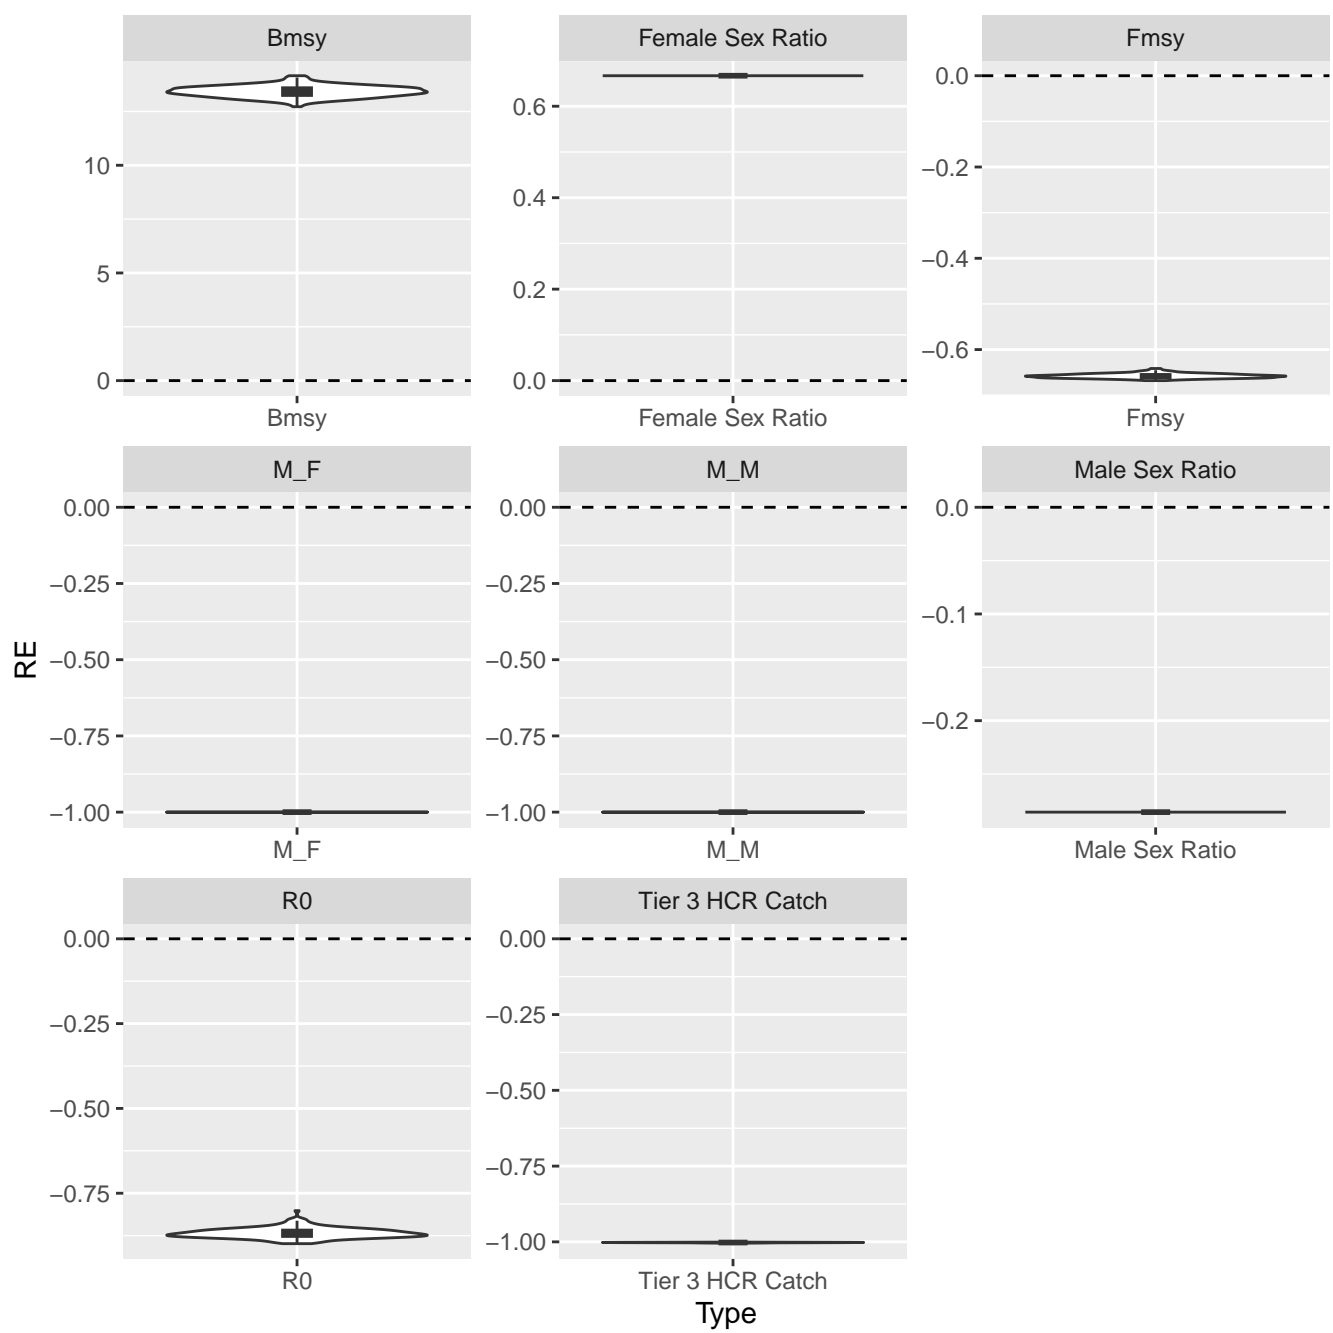 Bmsy
Female Sex Ratio
Fmsy
10
5
0
0.6
0.4
0.2
0.0
0.0
−0.2
−0.4
−0.6
Bmsy
Female Sex Ratio
Fmsy
M_F
M_M
Male Sex Ratio
0.00
−0.25
−0.50
−0.75
−1.00
0.00
−0.25
−0.50
−0.75
−1.00
0.0
−0.1
−0.2
RE
M_F
M_M
Male Sex Ratio
R0
Tier 3 HCR Catch
0.00
−0.25
−0.50
−0.75
0.00
−0.25
−0.50
−0.75
−1.00
R0
Tier 3 HCR Catch
Type